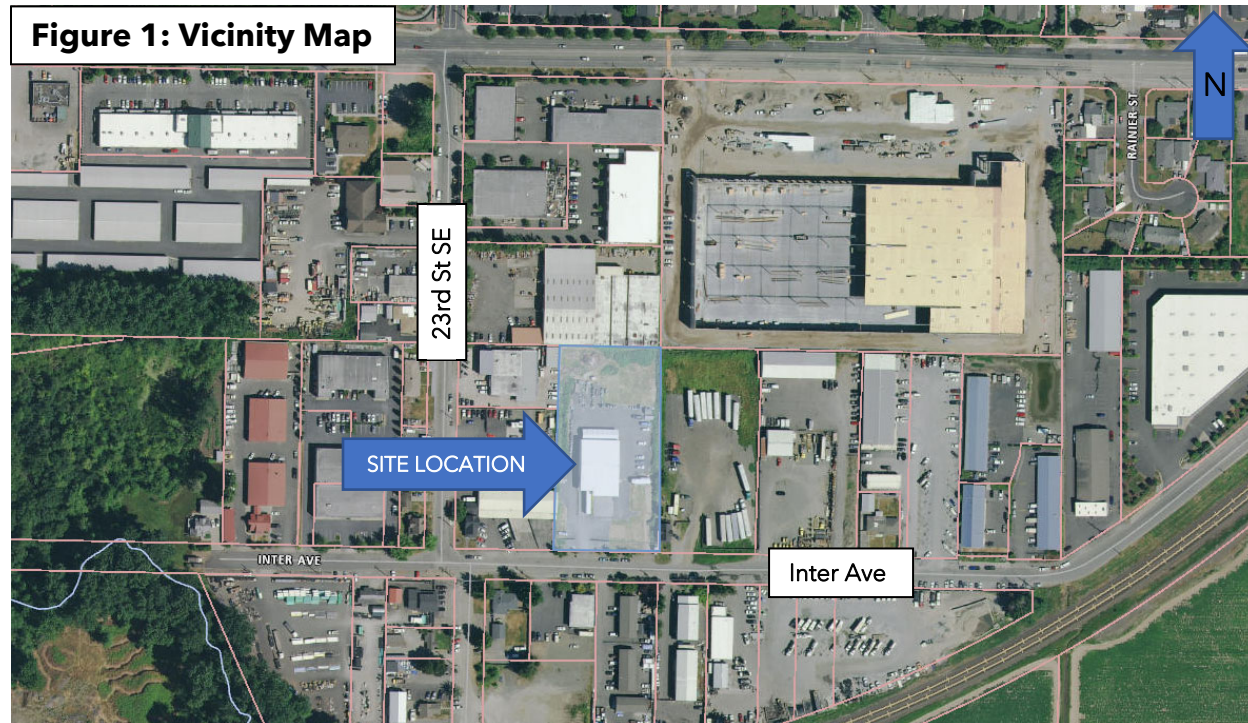 Figure 1: Vicinity Map
N
RAINIER ST
23rd St SE
SITE LOCATION
INTER AVE
Inter Ave